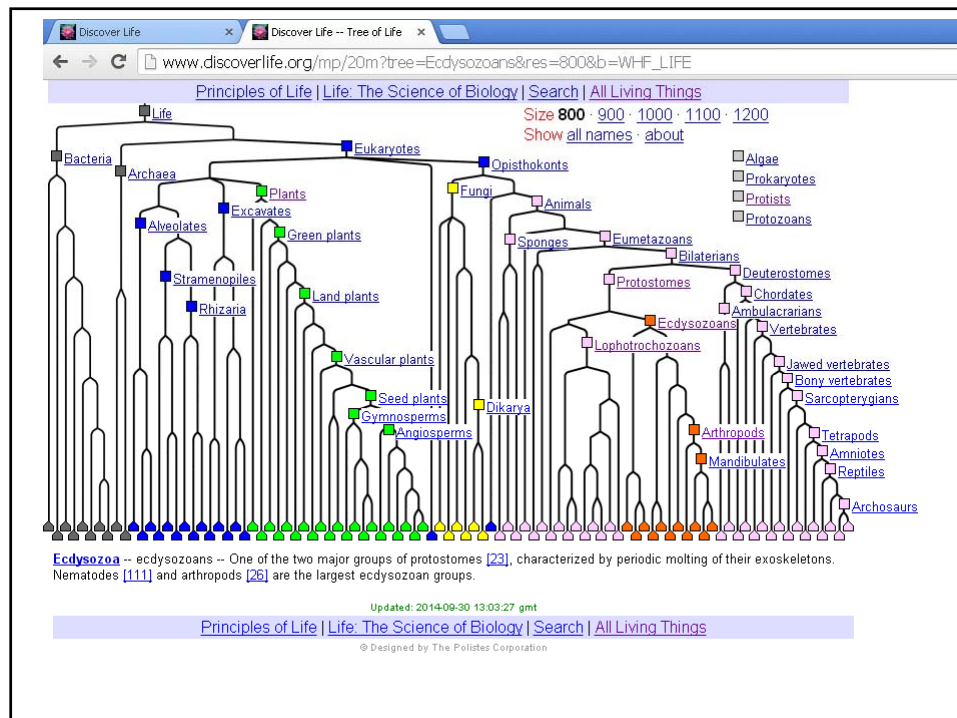 Discover Life × Discover Life -- Tree of Life ×
www.discoverlife.org/mp/20m?tree=Ecdysozoans&res=800&b=WHF_LIFE
Principles of Life | Life: The Science of Biology | Search | All Living Things
Life
Size 800 · 900 · 1000 · 1100 · 1200
Show all names · about
Bacteria
Archaea
Eukaryotes
Opisthokonts
Algae
Prokaryotes
Protists
Protozoans
Plants
Fungi
Animals
Alveolates
Excavates
Green plants
Sponges
Eumetazoans
Bilaterians
Stramenopiles
Protostomes
Deuterostomes
Land plants
Chordates
Rhizaria
Ambulacrarians
Ecdysozoans
Vertebrates
Lophotrochozoans
Vascular plants
Jawed vertebrates
Bony vertebrates
Seed plants
Sarcopterygians
Gymnosperms
Dikarya
Angiosperms
Arthropods
Tetrapods
Amniotes
Mandibulates
Reptiles
Archosaurs
Ecdysozoa -- ecdysozoans -- One of the two major groups of protostomes [23], characterized by periodic molting of their exoskeletons.
Nematodes [111] and arthropods [26] are the largest ecdysozoan groups.
Updated: 2014-09-30 13:03:27 gmt
Principles of Life | Life: The Science of Biology | Search | All Living Things
© Designed by The Polistes Corporation